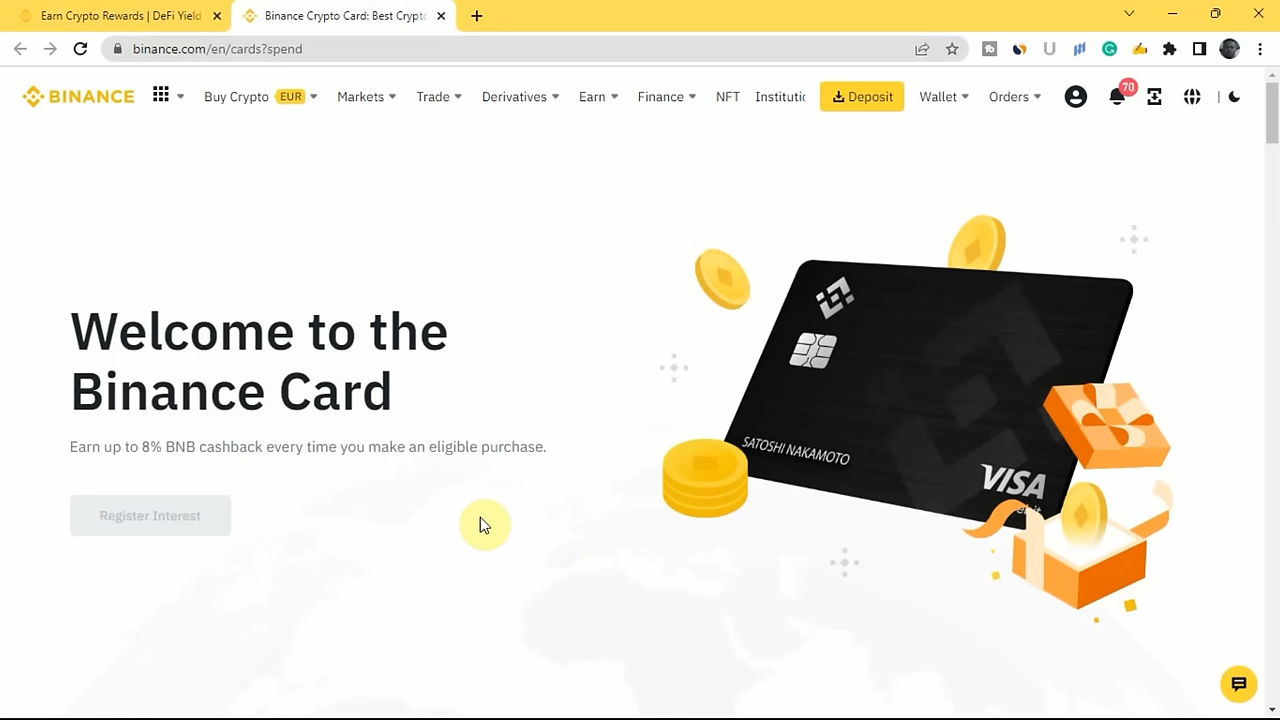 Earn Crypto Rewards | DeFi Yield
Binance Crypto Card: Best Crypto
binance.com/en/cards?spend
BINANCE
Buy Crypto EUR
Markets
Trade
Derivatives
Earn
Finance
NFT
Institutic
Deposit
Wallet
Orders
70
Welcome to the
Binance Card
Earn up to 8% BNB cashback every time you make an eligible purchase.
Register Interest
SATOSHI NAKAMOTO
VISA